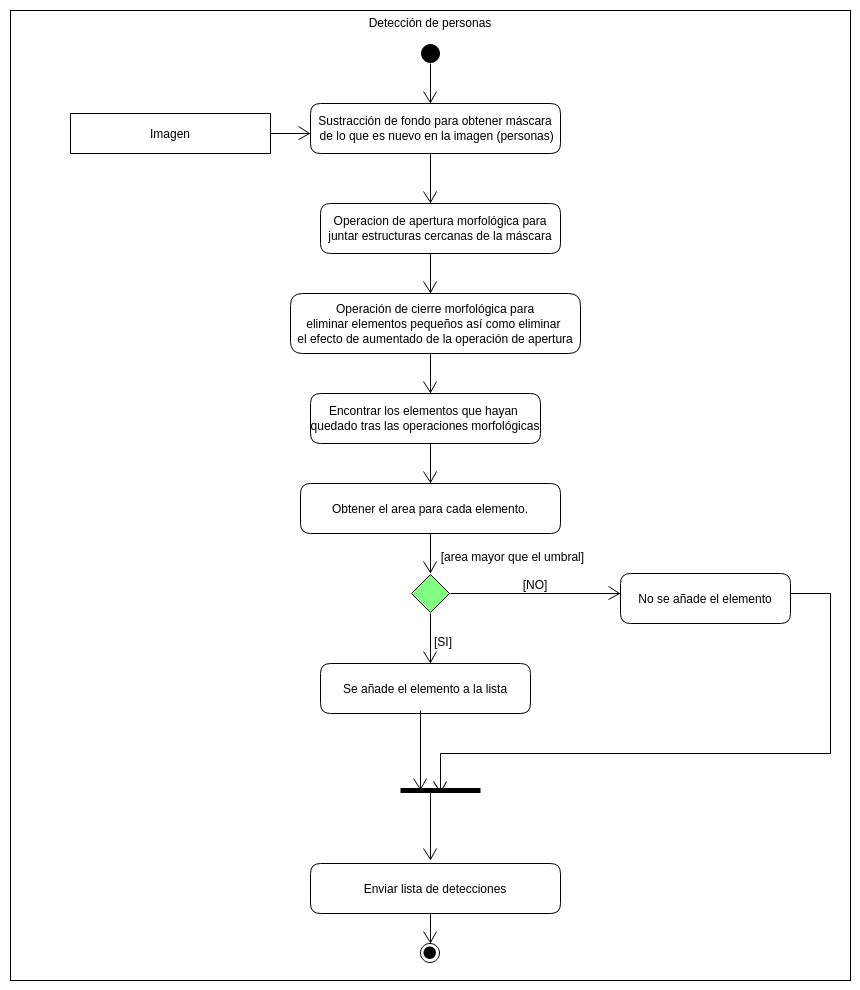 Detección de personas
Imagen
Sustracción de fondo para obtener máscara
de lo que es nuevo en la imagen (personas)
Operacion de apertura morfológica para
juntar estructuras cercanas de la máscara
Operación de cierre morfológica para
eliminar elementos pequeños así como eliminar
el efecto de aumentado de la operación de apertura
Encontrar los elementos que hayan
quedado tras las operaciones morfológicas
Obtener el area para cada elemento.
[area mayor que el umbral]
[NO]
No se añade el elemento
[SI]
Se añade el elemento a la lista
Enviar lista de detecciones